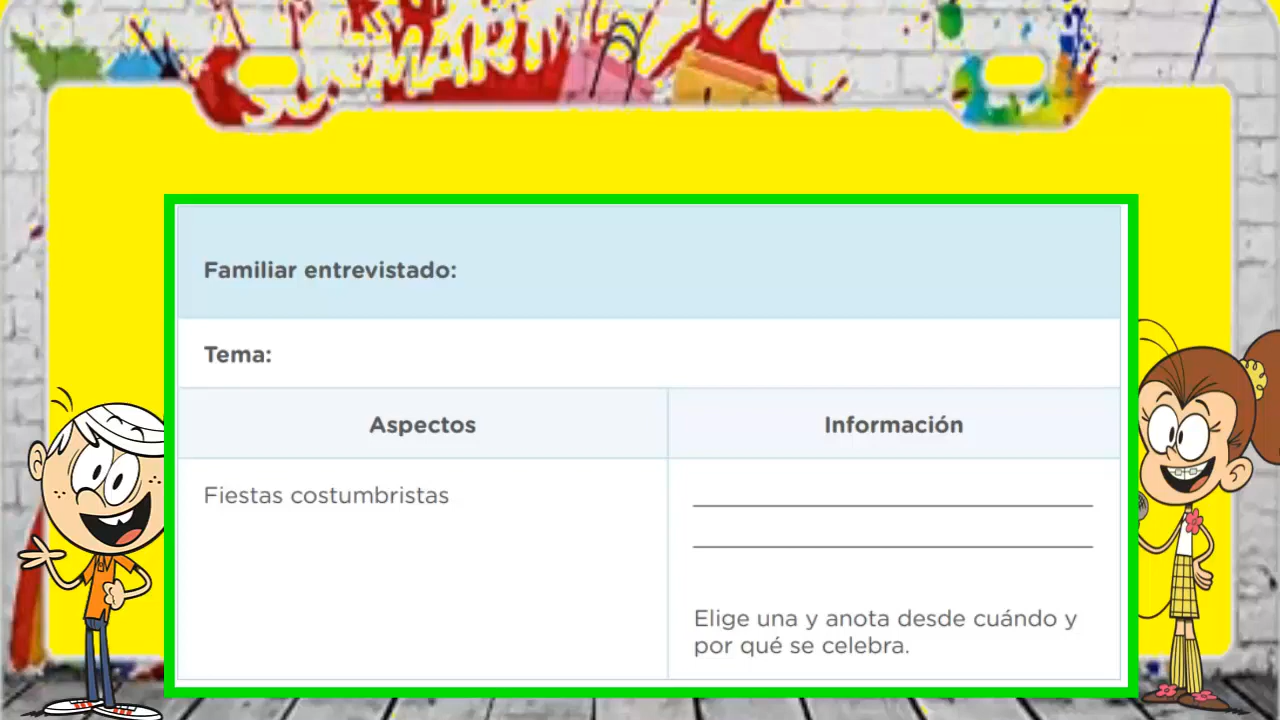 Familiar entrevistado:
Tema:
Aspectos
Información
Fiestas costumbristas
Elige una y anota desde cuándo y
por qué se celebra.